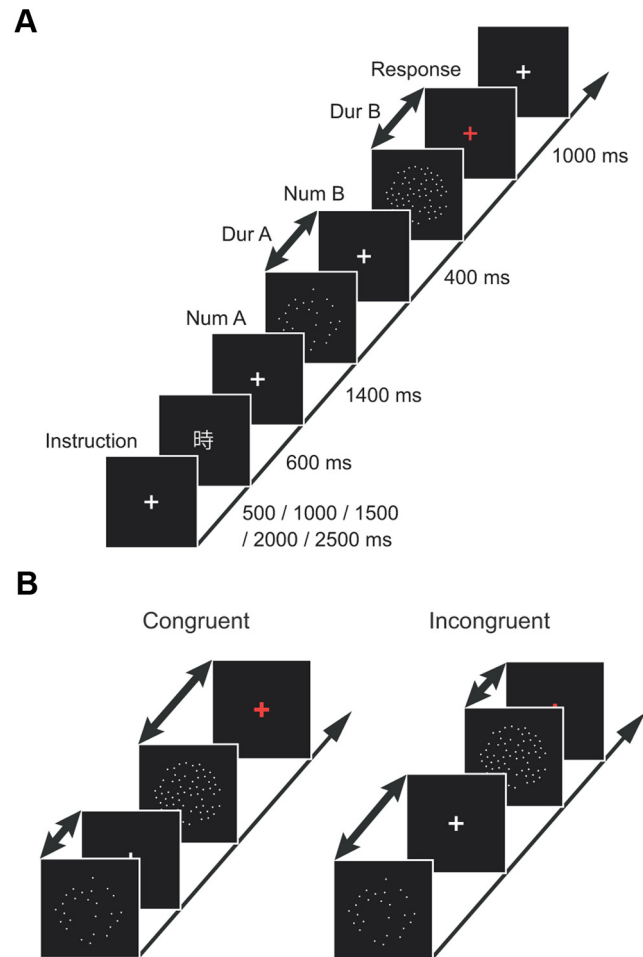 A
Response
Dur B
1000 ms
Num B
Dur A
400 ms
Num A
1400 ms
時
Instruction
600 ms
500 / 1000 / 1500
/ 2000 / 2500 ms
B
Congruent
Incongruent